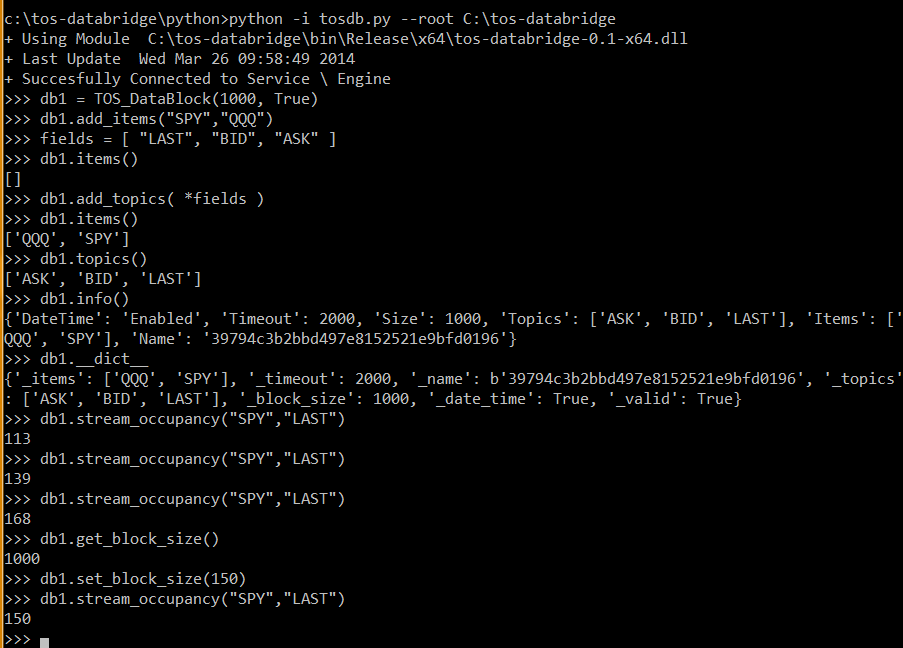 c:\tos-databridge\python>python -i tosdb.py --root C:\tos-databridge
+ Using Module  C:\tos-databridge\bin\Release\x64\tos-databridge-0.1-x64.dll
+ Last Update  Wed Mar 26 09:58:49 2014
+ Succesfully Connected to Service \ Engine
>>> db1 = TOS_DataBlock(1000, True)
>>> db1.add_items("SPY","QQQ")
>>> fields = [ "LAST", "BID", "ASK" ]
>>> db1.items()
[]
>>> db1.add_topics( *fields )
>>> db1.items()
['QQQ', 'SPY']
>>> db1.topics()
['ASK', 'BID', 'LAST']
>>> db1.info()
{'DateTime': 'Enabled', 'Timeout': 2000, 'Size': 1000, 'Topics': ['ASK', 'BID', 'LAST'], 'Items': ['
QQQ', 'SPY'], 'Name': '39794c3b2bbd497e8152521e9bfd0196'}
>>> db1.__dict__
{'_items': ['QQQ', 'SPY'], '_timeout': 2000, '_name': b'39794c3b2bbd497e8152521e9bfd0196', '_topics'
: ['ASK', 'BID', 'LAST'], '_block_size': 1000, '_date_time': True, '_valid': True}
>>> db1.stream_occupancy("SPY","LAST")
113
>>> db1.stream_occupancy("SPY","LAST")
139
>>> db1.stream_occupancy("SPY","LAST")
168
>>> db1.get_block_size()
1000
>>> db1.set_block_size(150)
>>> db1.stream_occupancy("SPY","LAST")
150
>>>